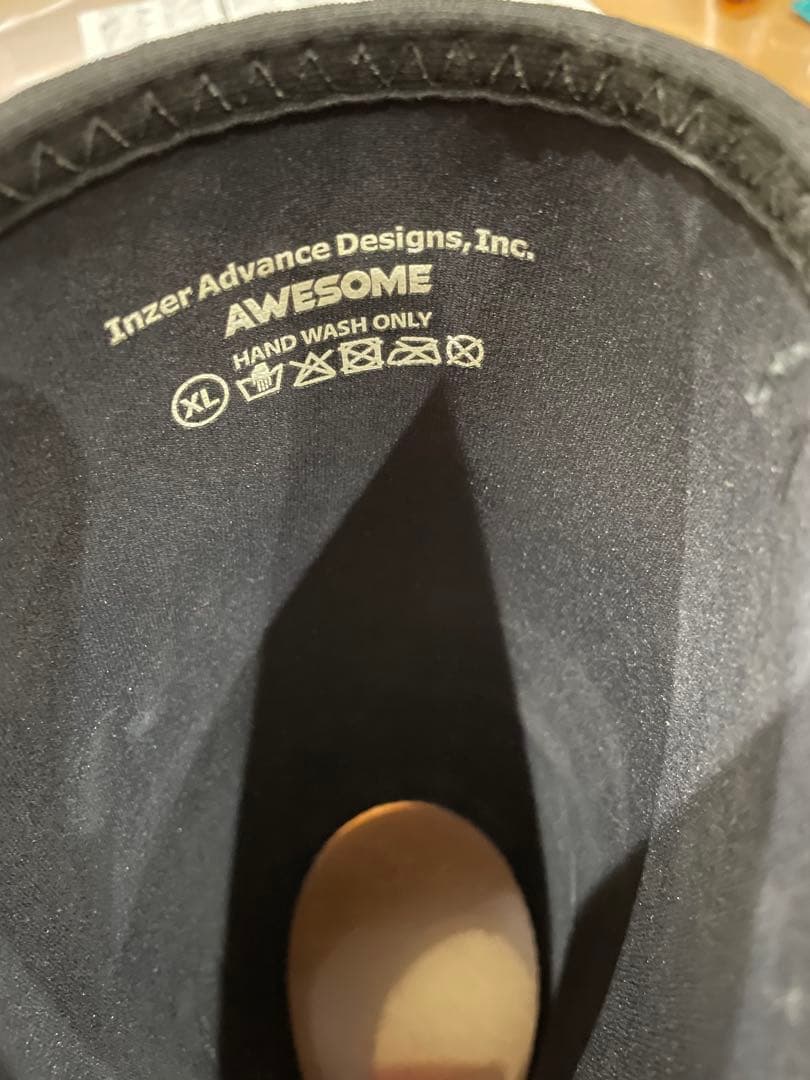 Inzer Advance Designs, Inc.
AWESOME
HAND WASH ONLY
XL